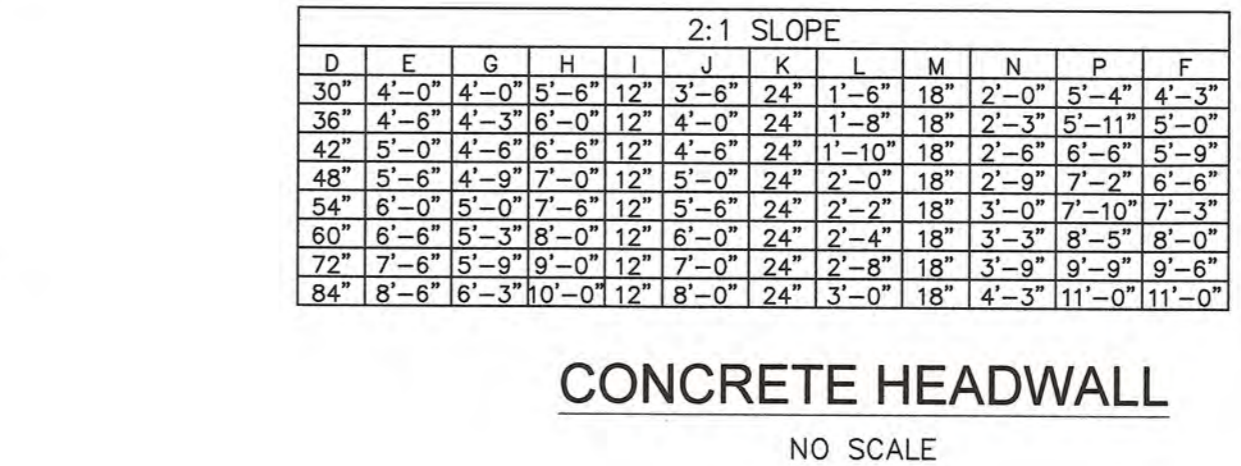 2:1 SLOPE
D E G H I J K L M N P F
30" 4'–0" 4'–0" 5'–6" 12" 3'–6" 24" 1'–6" 18" 2'–0" 5'–4" 4'–3"
36" 4'–6" 4'–3" 6'–0" 12" 4'–0" 24" 1'–8" 18" 2'–3" 5'–11" 5'–0"
42" 5'–0" 4'–6" 6'–6" 12" 4'–6" 24" 1'–10" 18" 2'–6" 6'–6" 5'–9"
48" 5'–6" 4'–9" 7'–0" 12" 5'–0" 24" 2'–0" 18" 2'–9" 7'–2" 6'–6"
54" 6'–0" 5'–0" 7'–6" 12" 5'–6" 24" 2'–2" 18" 3'–0" 7'–10" 7'–3"
60" 6'–6" 5'–3" 8'–0" 12" 6'–0" 24" 2'–4" 18" 3'–3" 8'–5" 8'–0"
72" 7'–6" 5'–9" 9'–0" 12" 7'–0" 24" 2'–8" 18" 3'–9" 9'–9" 9'–6"
84" 8'–6" 6'–3" 10'–0" 12" 8'–0" 24" 3'–0" 18" 4'–3" 11'–0" 11'–0"
CONCRETE HEADWALL
NO SCALE